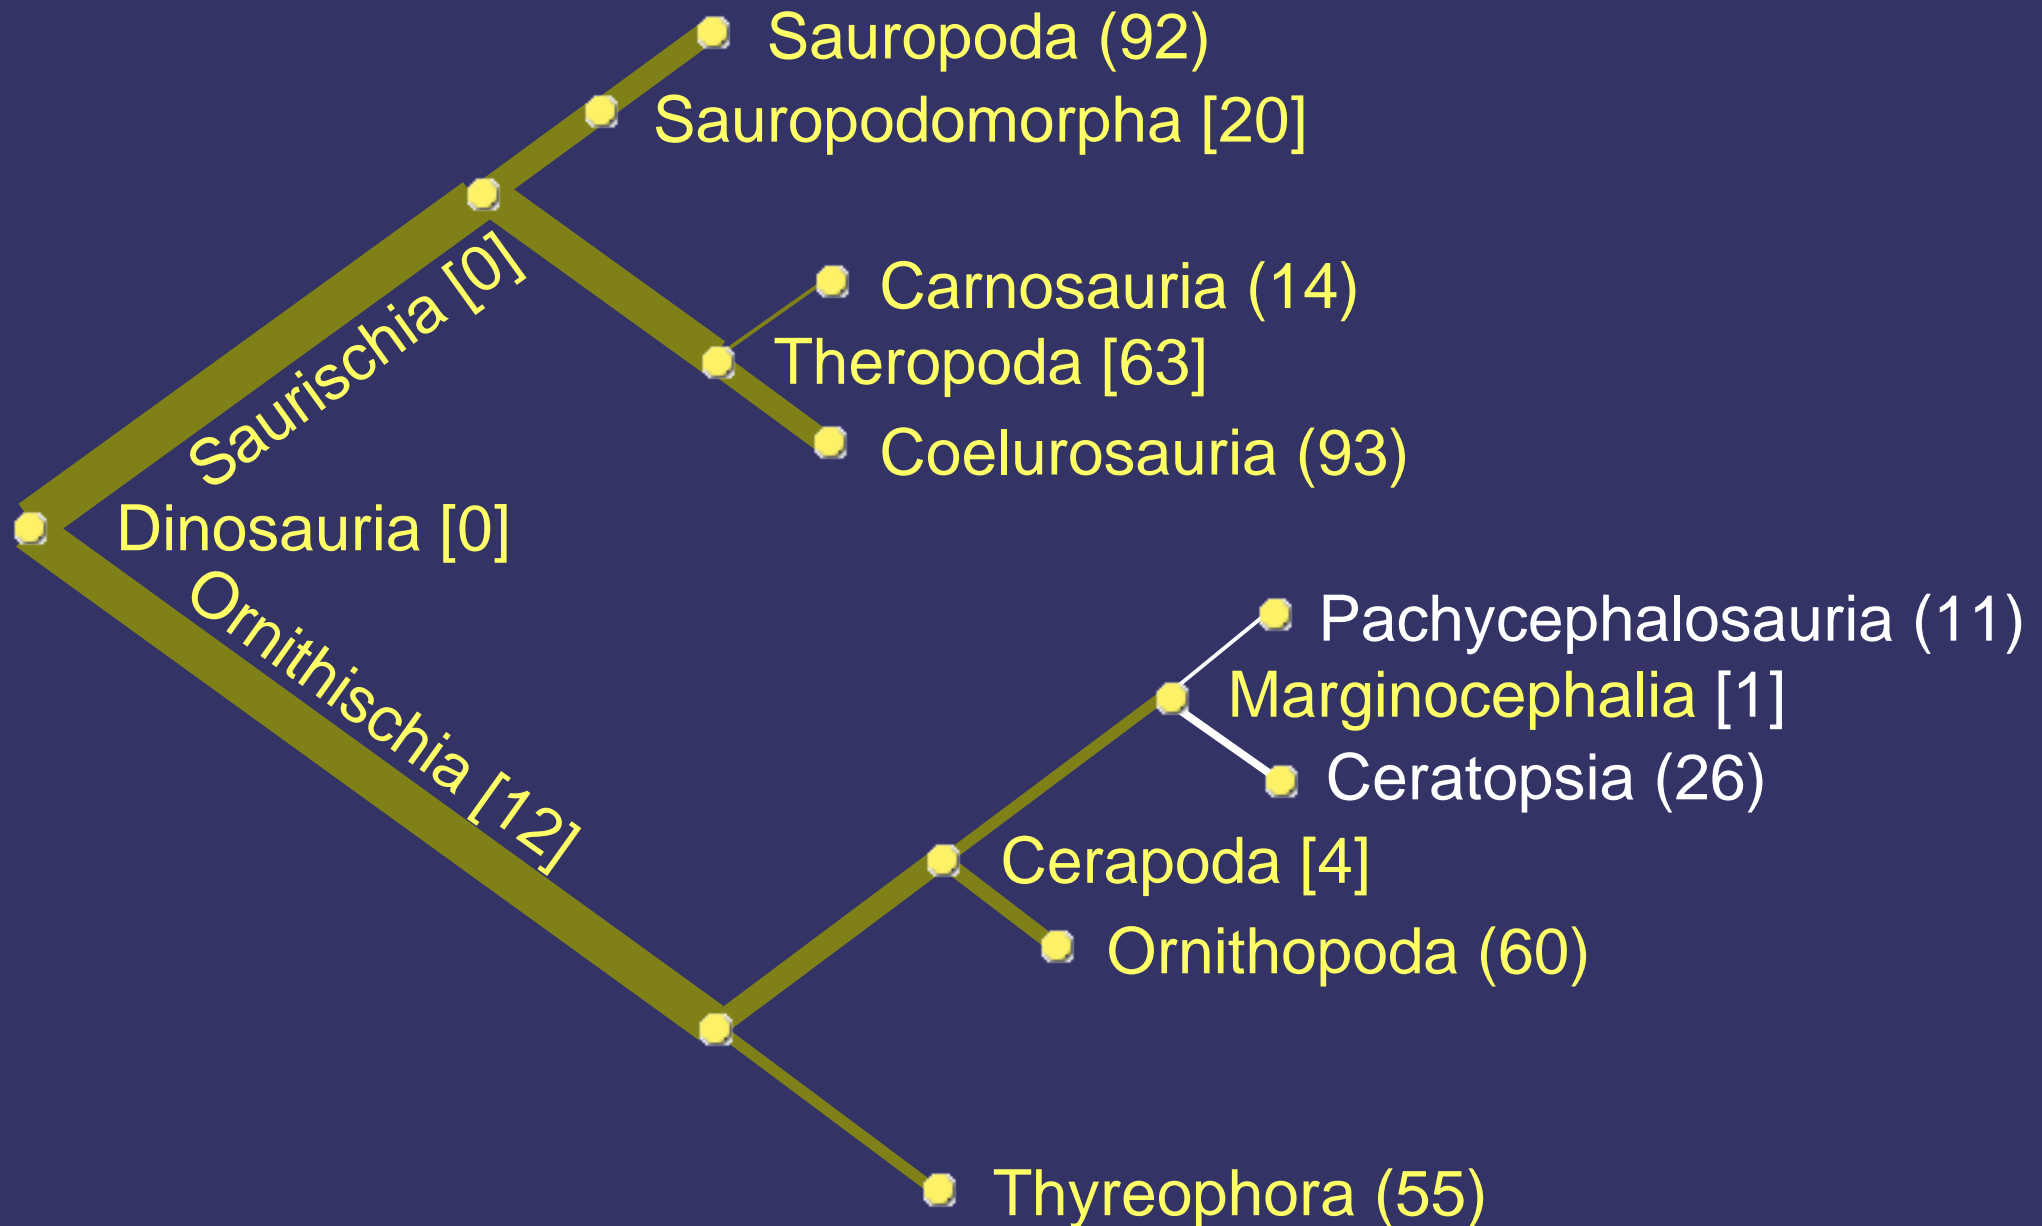 Sauropoda (92)
Sauropodomorpha [20]
Saurischia [0]
Carnosauria (14)
Theropoda [63]
Coelurosauria (93)
Dinosauria [0]
Ornithischia [12]
Pachycephalosauria (11)
Marginocephalia [1]
Ceratopsia (26)
Cerapoda [4]
Ornithopoda (60)
Thyreophora (55)